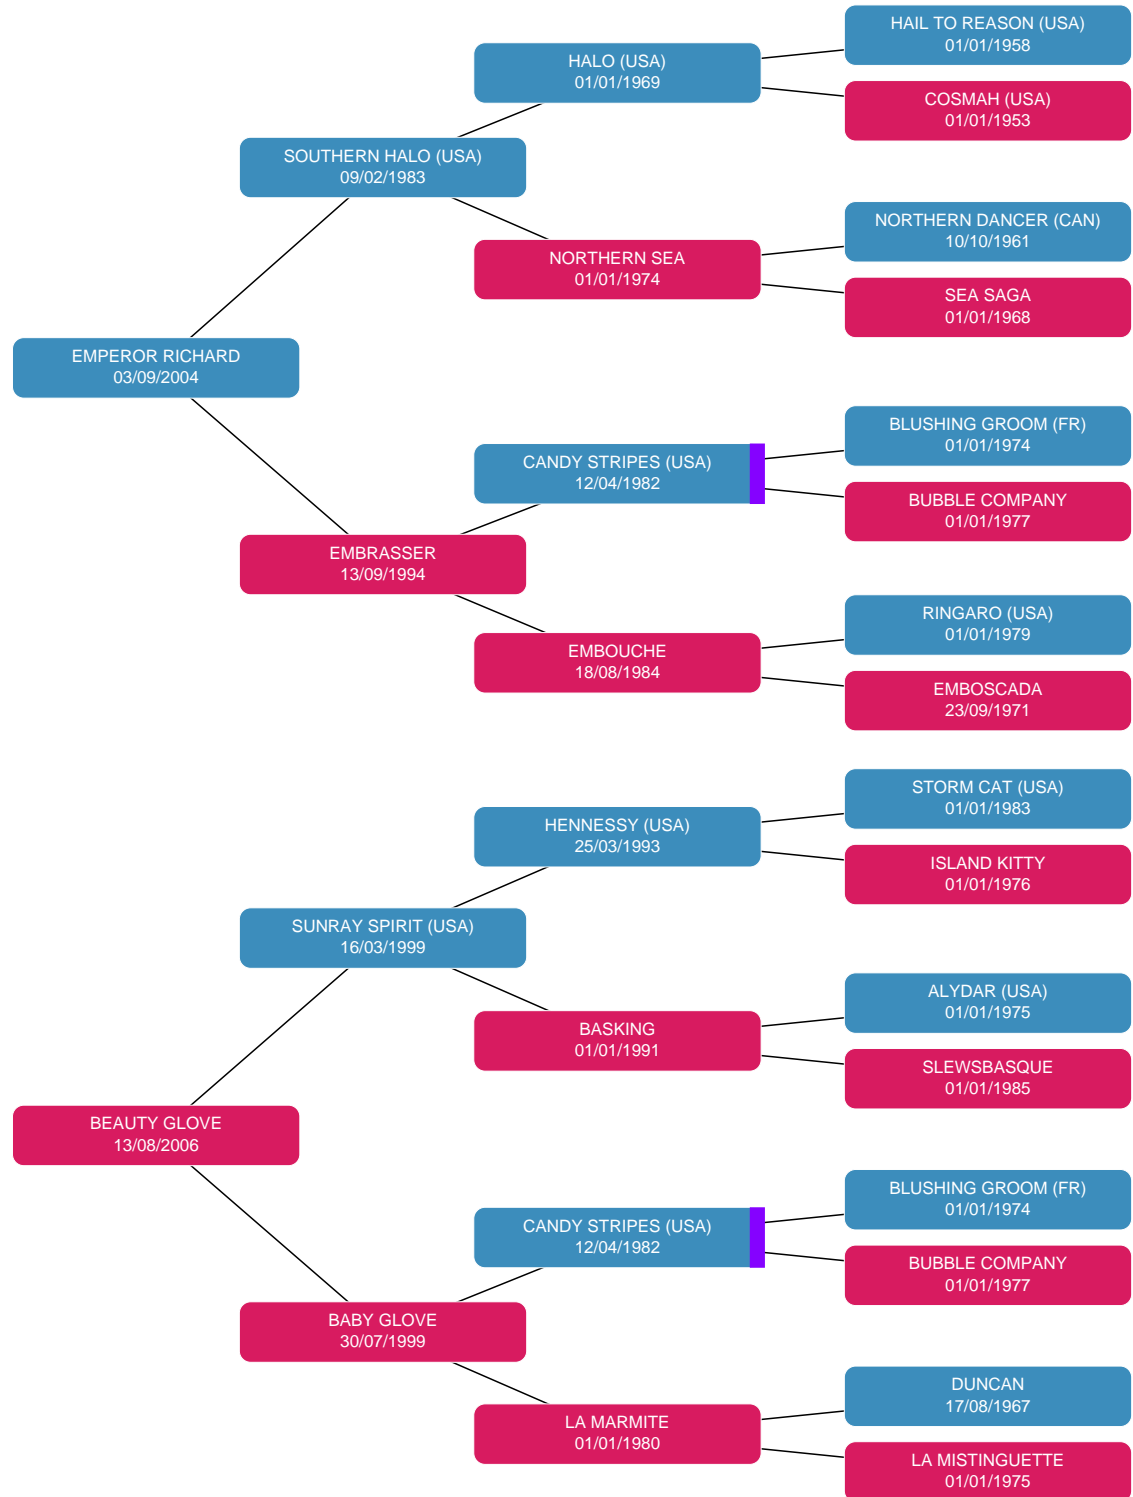 HAIL TO REASON (USA)
01/01/1958
HALO (USA)
01/01/1969
COSMAH (USA)
01/01/1953
SOUTHERN HALO (USA)
09/02/1983
NORTHERN DANCER (CAN)
10/10/1961
NORTHERN SEA
01/01/1974
SEA SAGA
01/01/1968
EMPEROR RICHARD
03/09/2004
BLUSHING GROOM (FR)
01/01/1974
CANDY STRIPES (USA)
12/04/1982
BUBBLE COMPANY
01/01/1977
EMBRASSER
13/09/1994
RINGARO (USA)
01/01/1979
EMBOUCHE
18/08/1984
EMBOSCADA
23/09/1971
STORM CAT (USA)
01/01/1983
HENNESSY (USA)
25/03/1993
ISLAND KITTY
01/01/1976
SUNRAY SPIRIT (USA)
16/03/1999
ALYDAR (USA)
01/01/1975
BASKING
01/01/1991
SLEWSBASQUE
01/01/1985
BEAUTY GLOVE
13/08/2006
BLUSHING GROOM (FR)
01/01/1974
CANDY STRIPES (USA)
12/04/1982
BUBBLE COMPANY
01/01/1977
BABY GLOVE
30/07/1999
DUNCAN
17/08/1967
LA MARMITE
01/01/1980
LA MISTINGUETTE
01/01/1975